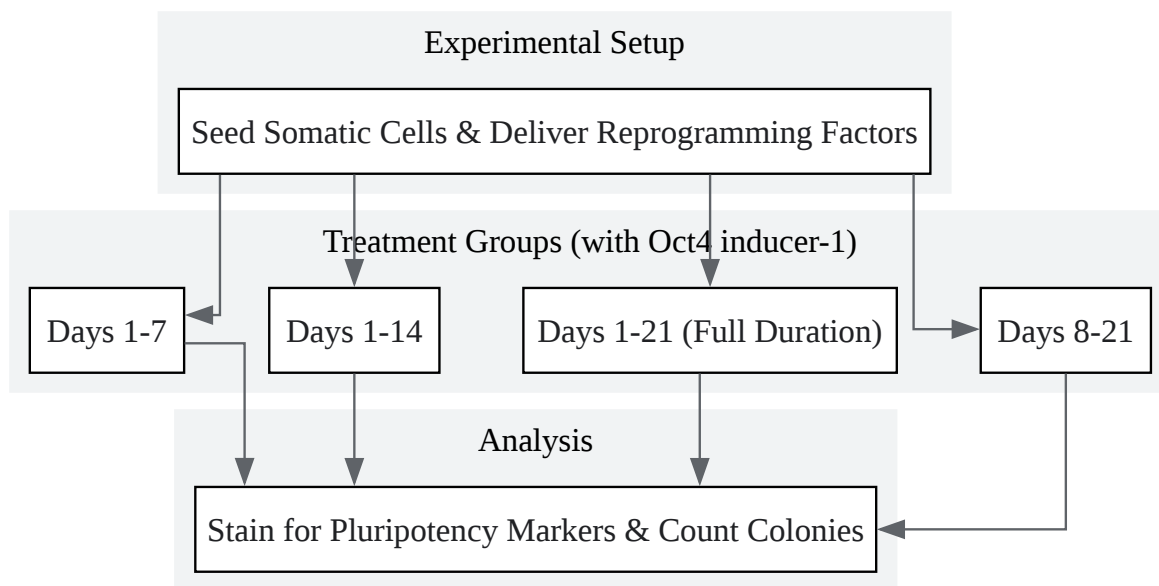 Experimental Setup
Seed Somatic Cells & Deliver Reprogramming Factors
Treatment Groups (with Oct4 inducer-1)
Days 1-7
Days 1-14
Days 1-21 (Full Duration)
Days 8-21
Analysis
Stain for Pluripotency Markers & Count Colonies